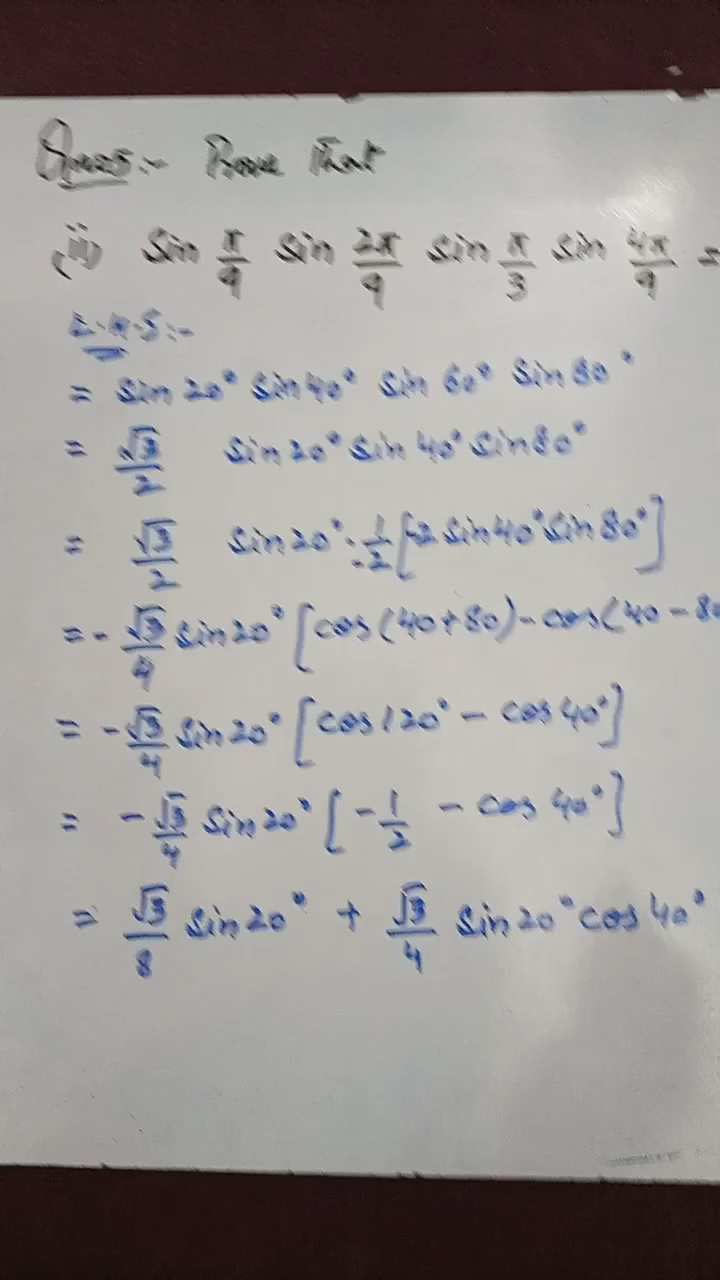 Ques:- Prove That
(ii) Sin π/9 Sin 2π/9 Sin π/3 Sin 4π/9 =
L.H.S:-
= Sin 20° Sin 40° Sin 60° Sin 80°
= √3/2 Sin 20° Sin 40° Sin 80°
= √3/2 Sin 20° · 1/-2 [-2 Sin 40° Sin 80°]
= - √3/4 Sin 20° [cos(40+80) - cos(40 - 80
= - √3/4 Sin 20° [cos 120° - cos 40°]
= - √3/4 Sin 20° [- 1/2 - cos 40°]
= √3/8 Sin 20° + √3/4 Sin 20° cos 40°